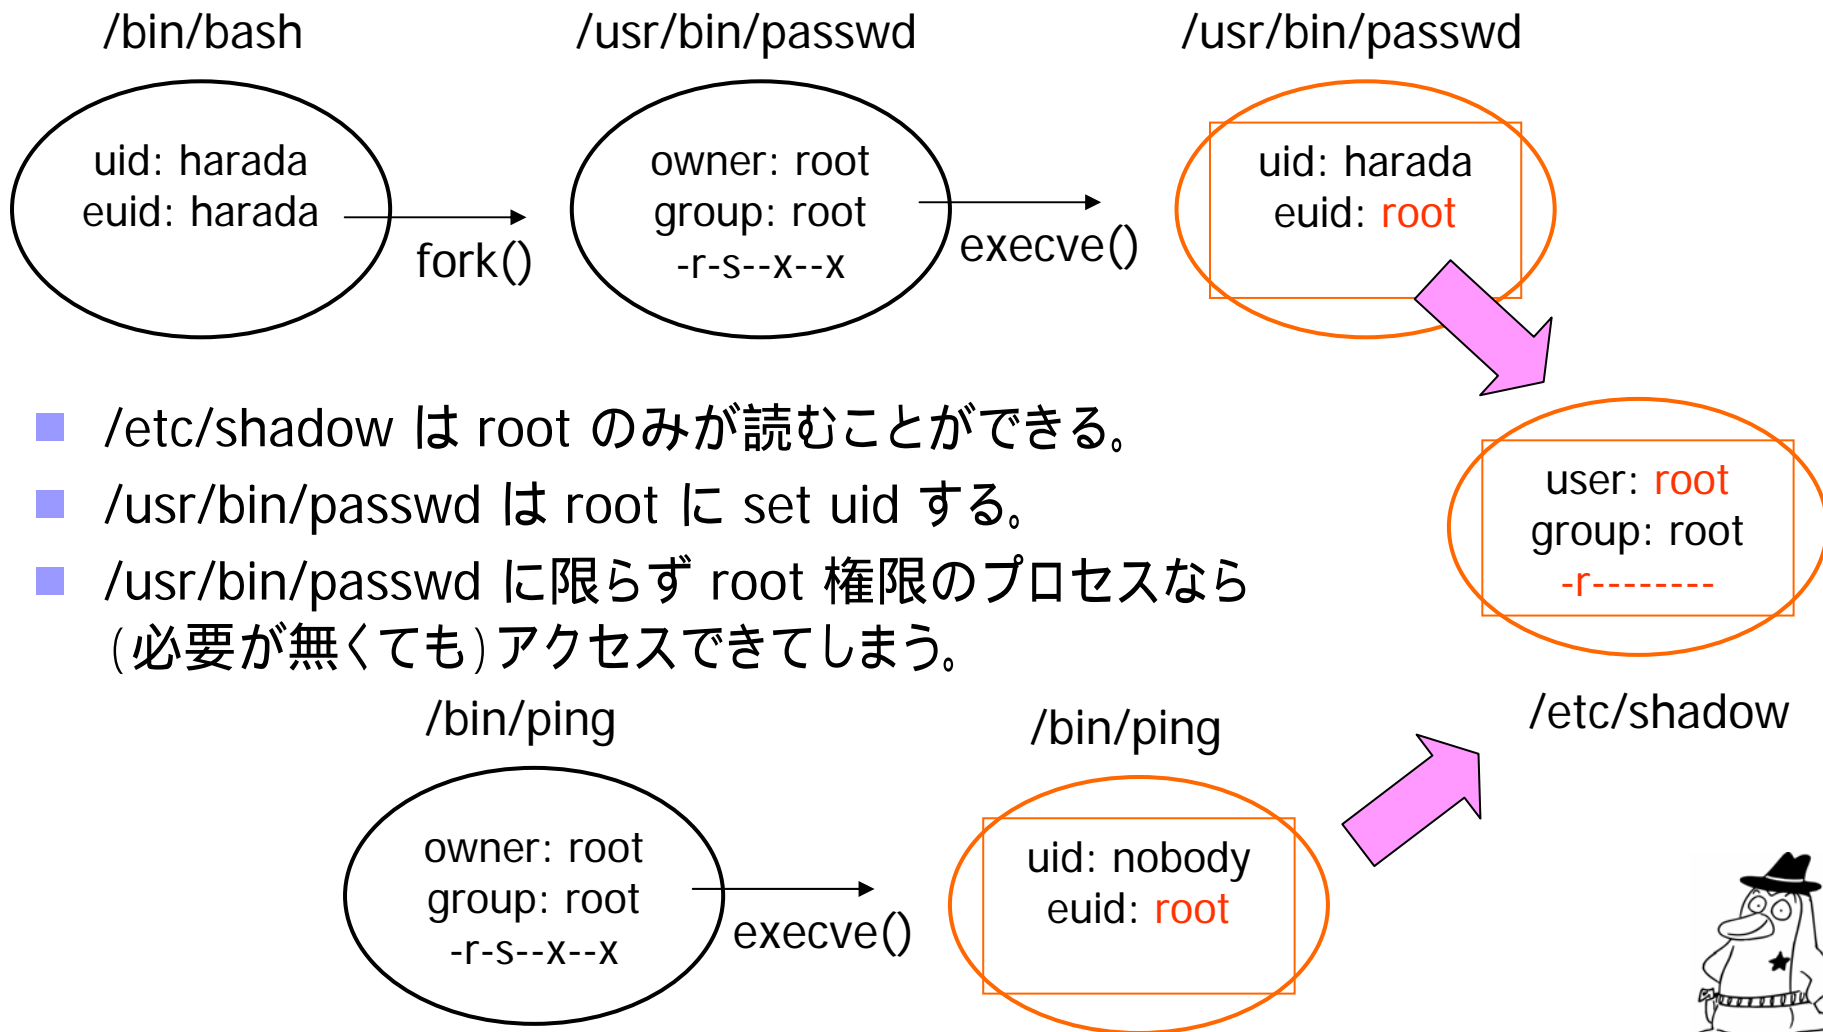 /bin/bash
/usr/bin/passwd
/usr/bin/passwd
uid: harada
euid: harada
fork()
owner: root
group: root
-r-s--x--x
execve()
uid: harada
euid: root
/etc/shadow は root のみが読むことができる。
/usr/bin/passwd は root に set uid する。
/usr/bin/passwd に限らず root 権限のプロセスなら
(必要が無くても)アクセスできてしまう。
user: root
group: root
-r--------
/etc/shadow
/bin/ping
owner: root
group: root
-r-s--x--x
execve()
/bin/ping
uid: nobody
euid: root